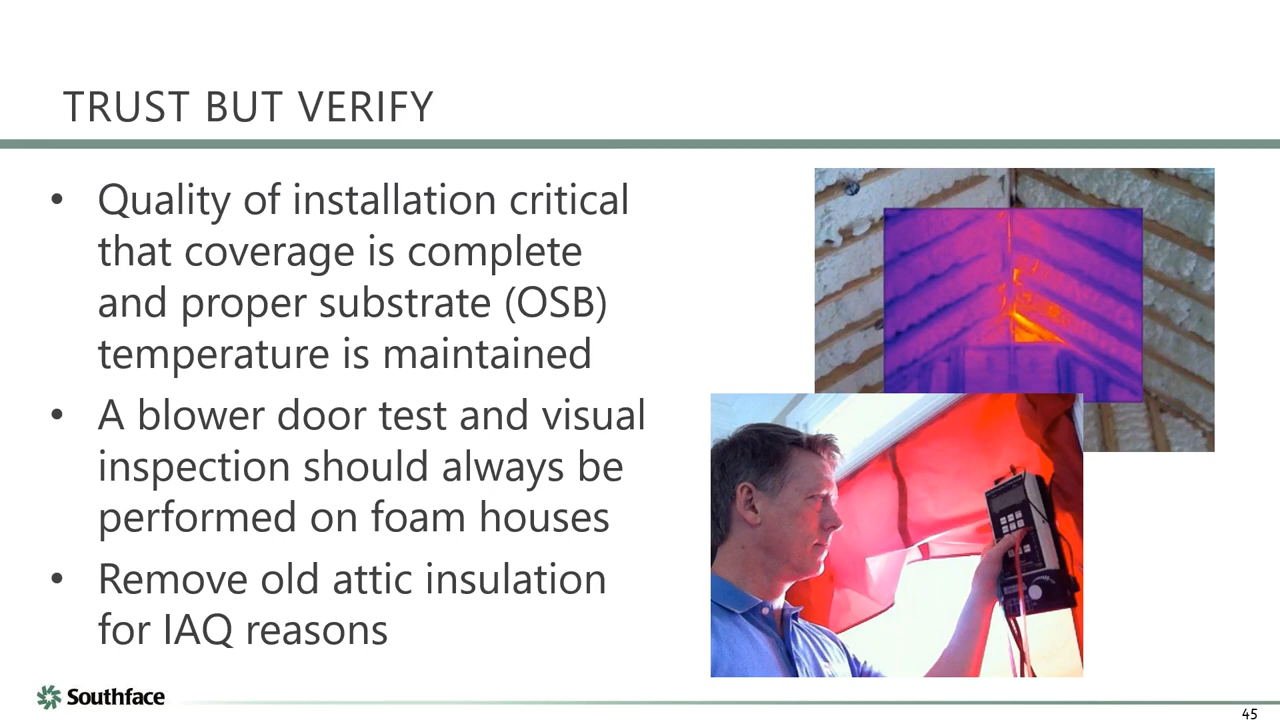 TRUST BUT VERIFY
• Quality of installation critical
that coverage is complete
and proper substrate (OSB)
temperature is maintained
• A blower door test and visual
inspection should always be
performed on foam houses
• Remove old attic insulation
for IAQ reasons
Southface
45